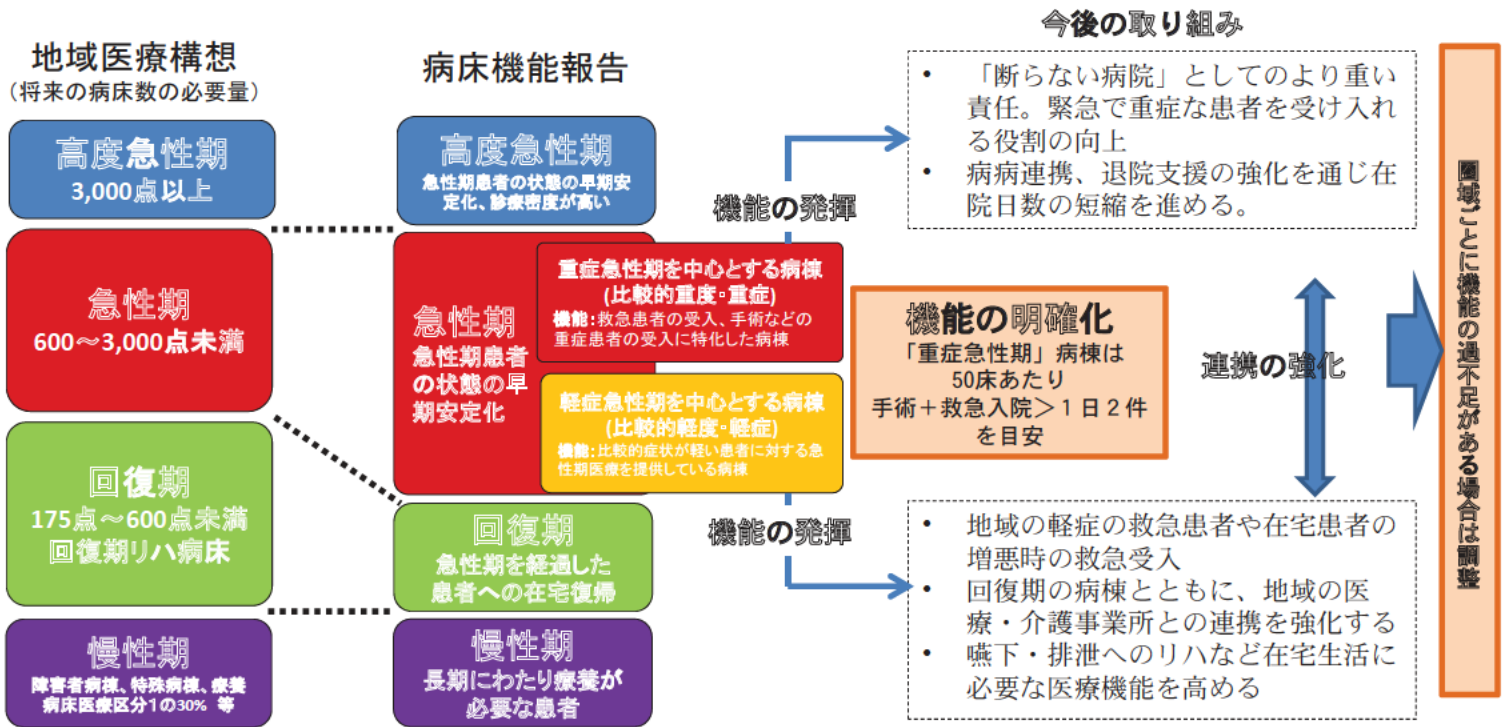 地域医療構想
(将来の病床数の必要量)
高度急性期
3,000点以上
急性期
600～3,000点未満
回復期
175点～600点未満
回復期リハ病床
慢性期
障害者病棟、特殊病棟、療養
病床医療区分1の30% 等
病床機能報告
高度急性期
急性期患者の状態の早期安
定化、診療密度が高い
急性期
急性期患者
の状態の早
期安定化
重症急性期を中心とする病棟
(比較的重度・重症)
機能：救急患者の受入、手術などの
重症患者の受入に特化した病棟
軽症急性期を中心とする病棟
(比較的軽度・軽症)
機能：比較的症状が軽い患者に対する急
性期医療を提供している病棟
回復期
急性期を経過した
患者への在宅復帰
慢性期
長期にわたり療養が
必要な患者
機能の発揮
機能の発揮
機能の明確化
「重症急性期」病棟は
50床あたり
手術＋救急入院＞１日２件
を目安
今後の取り組み
• 「断らない病院」としてのより重い
責任。緊急で重症な患者を受け入れ
る役割の向上
• 病病連携、退院支援の強化を通じ在
院日数の短縮を進める。
連携の強化
• 地域の軽症の救急患者や在宅患者の
増悪時の救急受入
• 回復期の病棟とともに、地域の医
療・介護事業所との連携を強化する
• 嚥下・排泄へのリハなど在宅生活に
必要な医療機能を高める
圏域ごとに機能の過不足がある場合は調整